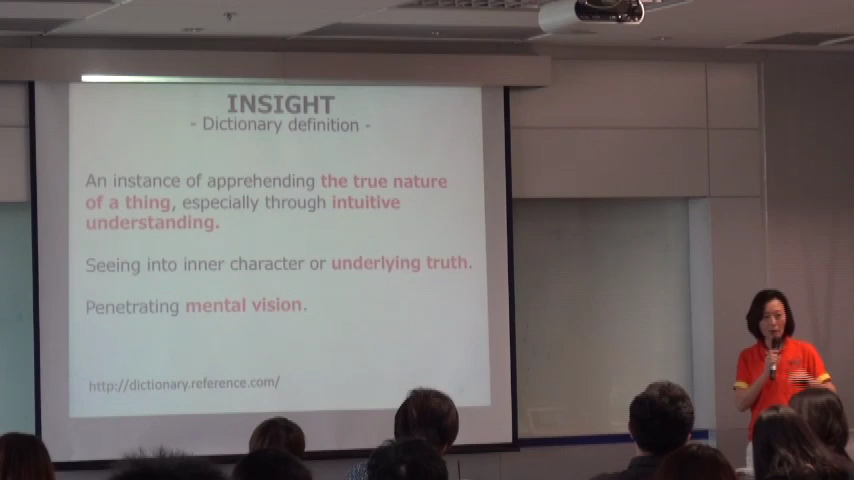 INSIGHT
- Dictionary definition -
An instance of apprehending the true nature
of a thing, especially through intuitive
understanding.
Seeing into inner character or underlying truth.
Penetrating mental vision.
http://dictionary.reference.com/